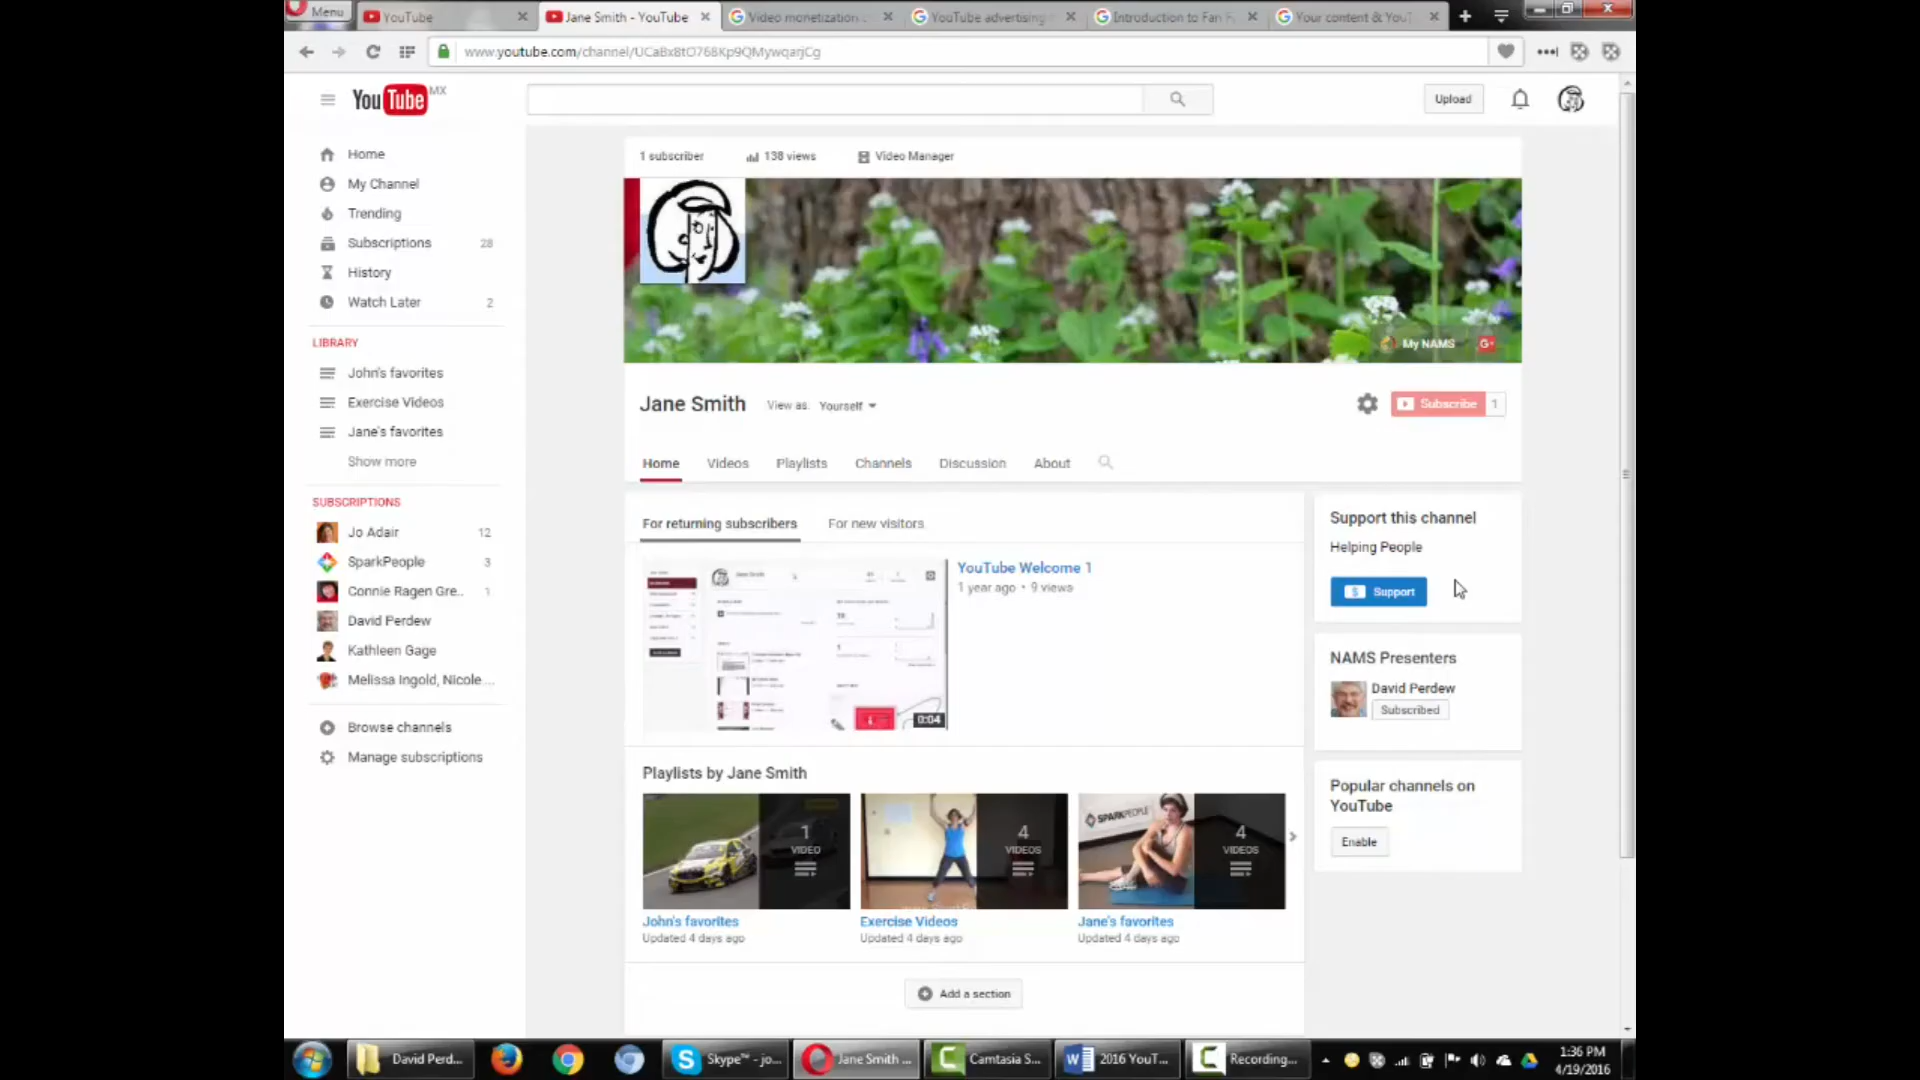 Menu
YouTube
Jane Smith - YouTube
Video monetization
YouTube advertising
Introduction to Fan F
Your content & YouT
www.youtube.com/channel/UCaBx8tO768Kp9QMywqarjCg
YouTube MX
Upload
Home
My Channel
Trending
Subscriptions 28
History
Watch Later 2
LIBRARY
John's favorites
Exercise Videos
Jane's favorites
Show more
SUBSCRIPTIONS
Jo Adair 12
SparkPeople 3
Connie Ragen Gre.. 1
David Perdew
Kathleen Gage
Melissa Ingold, Nicole ...
Browse channels
Manage subscriptions
1 subscriber
138 views
Video Manager
My NAMS
G+
Jane Smith
View as: Yourself
Subscribe 1
Home
Videos
Playlists
Channels
Discussion
About
For returning subscribers
For new visitors
YouTube Welcome 1
1 year ago • 9 views
0:04
Playlists by Jane Smith
1
VIDEO
4
VIDEOS
SPARKPEOPLE
4
VIDEOS
John's favorites
Updated 4 days ago
Exercise Videos
Updated 4 days ago
Jane's favorites
Updated 4 days ago
Add a section
Support this channel
Helping People
$ Support
NAMS Presenters
David Perdew
Subscribed
Popular channels on
YouTube
Enable
David Perd...
Skype™ - jo...
Jane Smith ...
Camtasia S...
2016 YouT...
Recording...
1:36 PM
4/19/2016